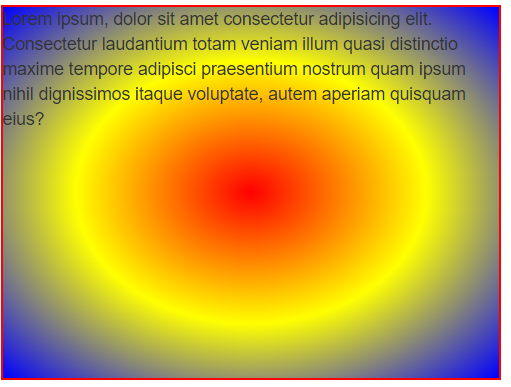 Lorem ipsum, dolor sit amet consectetur adipisicing elit.
Consectetur laudantium totam veniam illum quasi distinctio
maxime tempore adipisci praesentium nostrum quam ipsum
nihil dignissimos itaque voluptate, autem aperiam quisquam
eius?